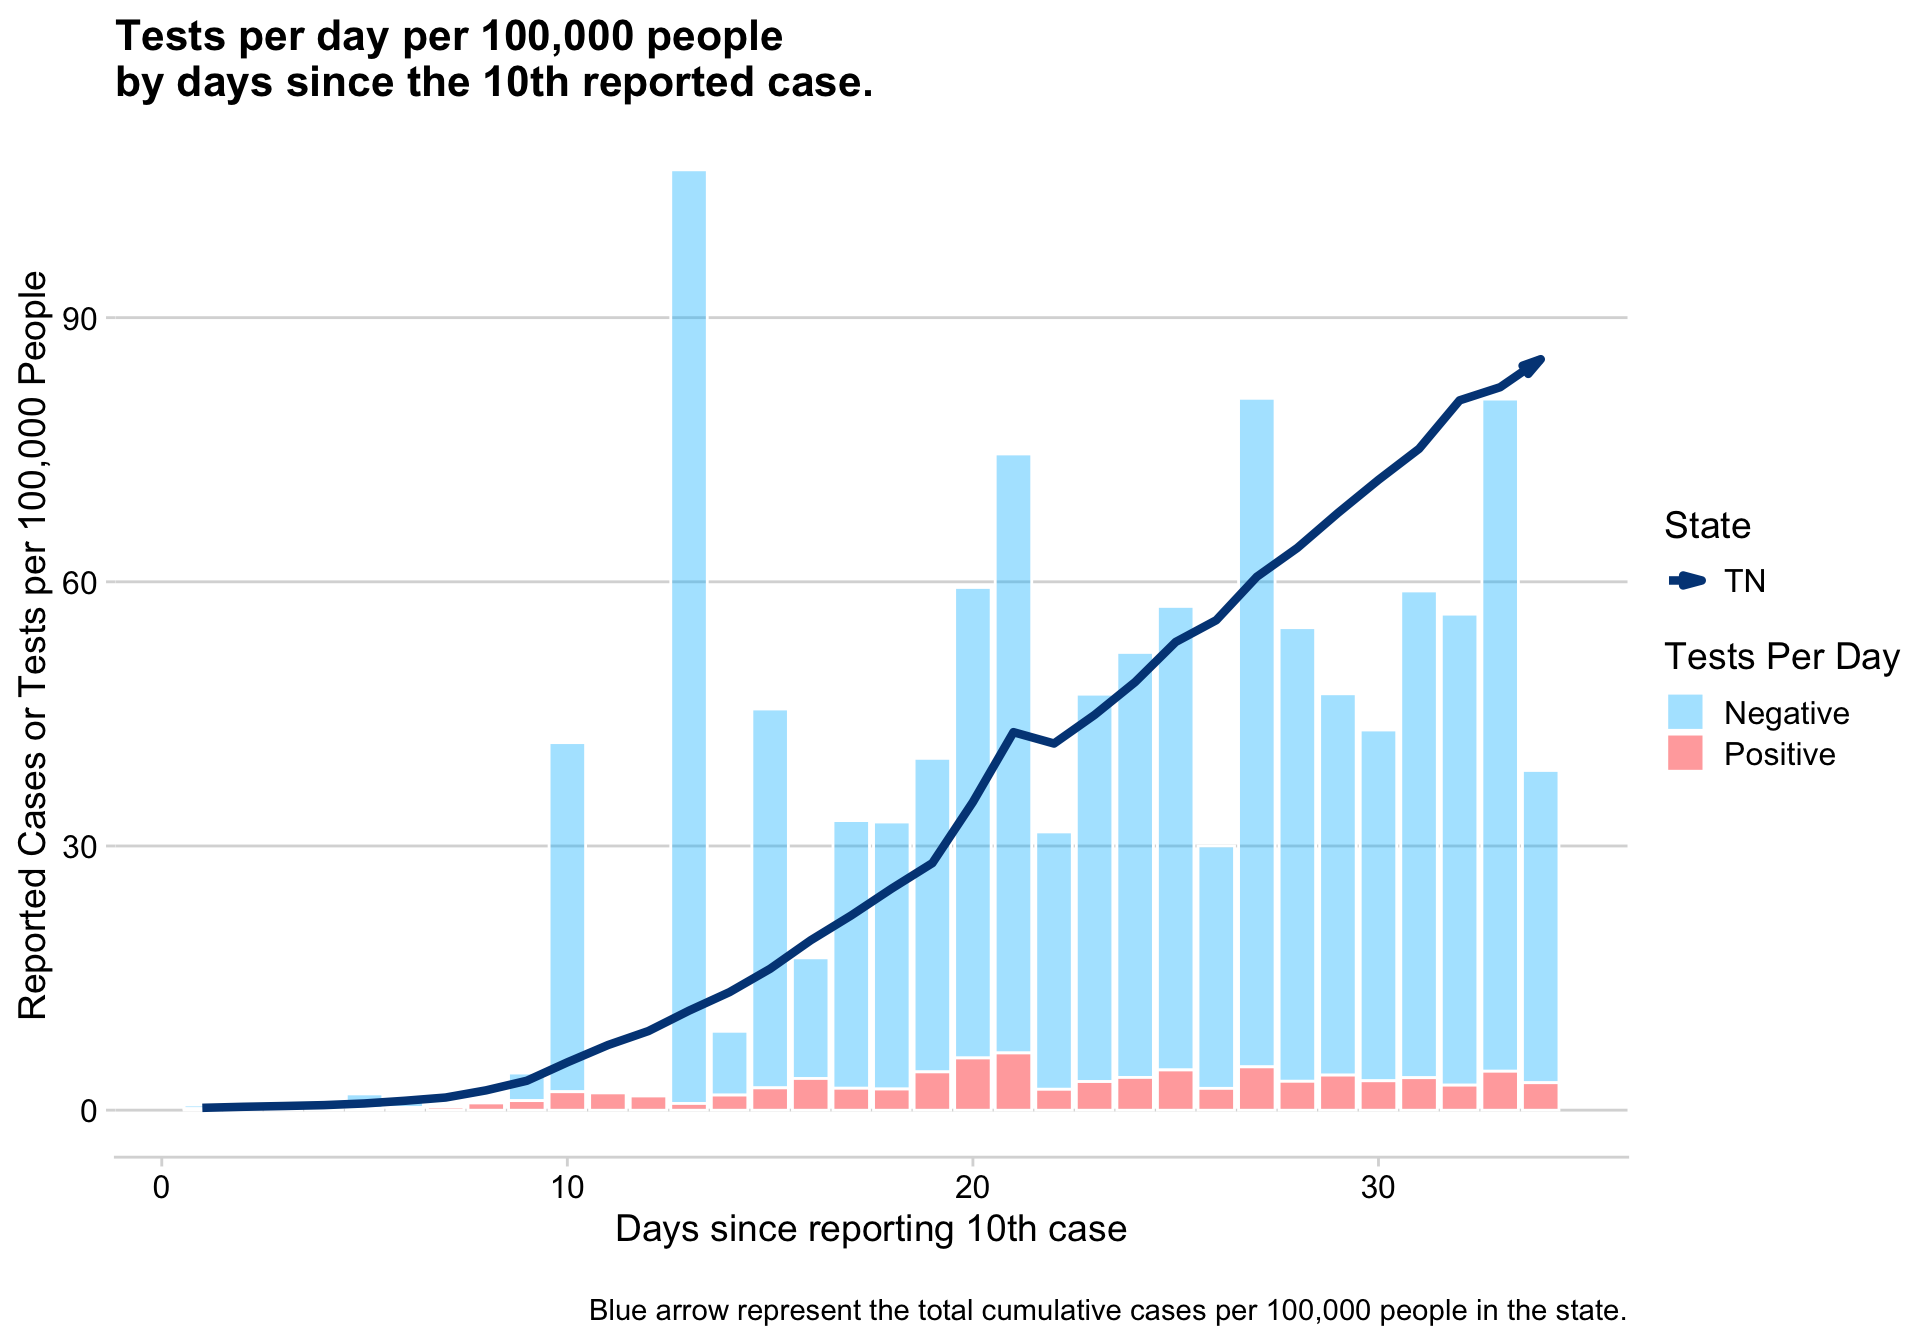 Tests per day per 100,000 people
by days since the 10th reported case.
Reported Cases or Tests per 100,000 People
90
60
30
0
0
10
20
30
Days since reporting 10th case
State
TN
Tests Per Day
Negative
Positive
Blue arrow represent the total cumulative cases per 100,000 people in the state.